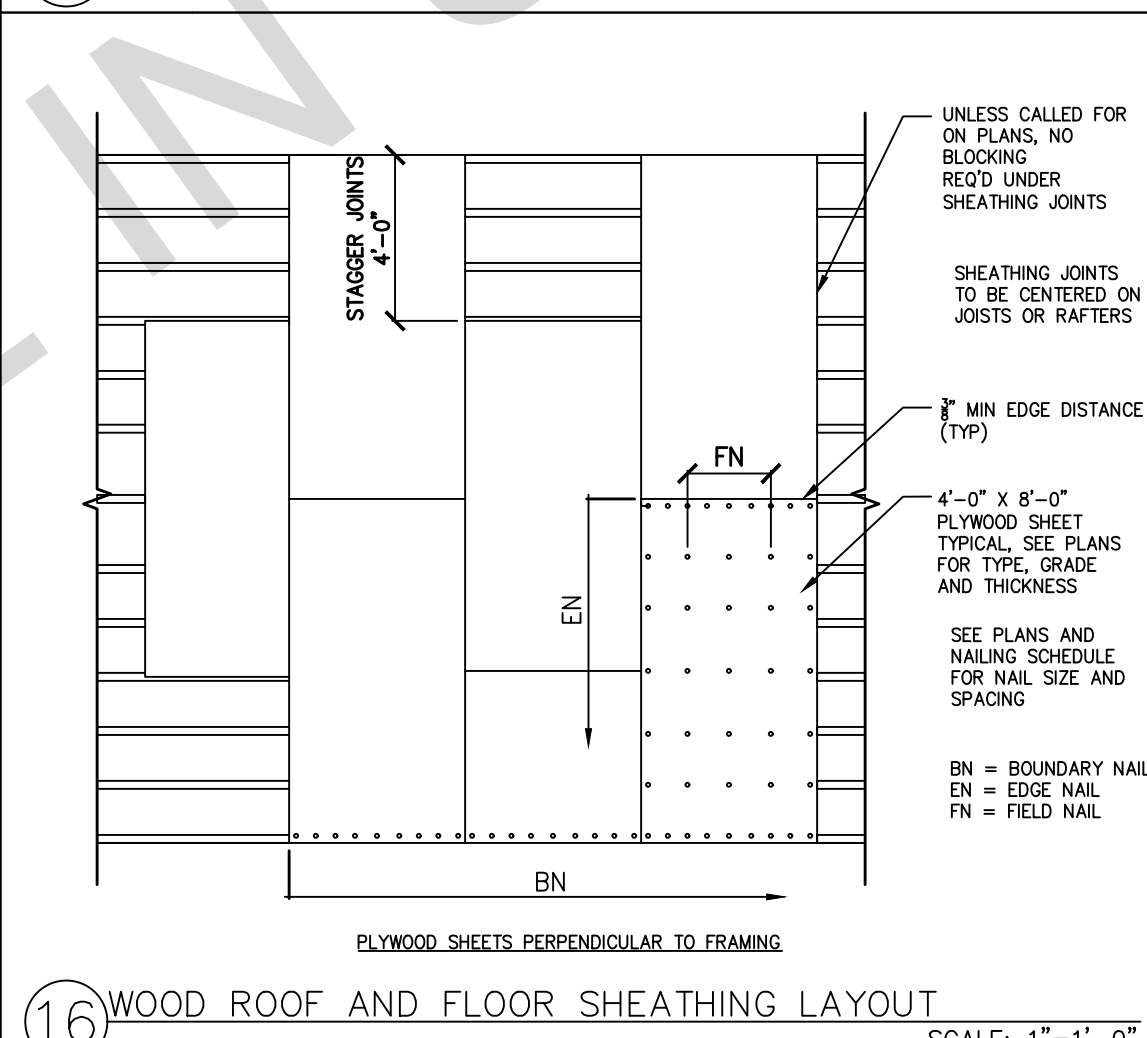 UNLESS CALLED FOR
ON PLANS, NO
BLOCKING
REQ'D UNDER
SHEATHING JOINTS
STAGGER JOINTS
4'-0"
SHEATHING JOINTS
TO BE CENTERED ON
JOISTS OR RAFTERS
3/8" MIN EDGE DISTANCE
(TYP)
FN
4'-0" X 8'-0"
PLYWOOD SHEET
TYPICAL, SEE PLANS
FOR TYPE, GRADE
AND THICKNESS
EN
SEE PLANS AND
NAILING SCHEDULE
FOR NAIL SIZE AND
SPACING
BN = BOUNDARY NAIL
EN = EDGE NAIL
FN = FIELD NAIL
BN
PLYWOOD SHEETS PERPENDICULAR TO FRAMING
16 WOOD ROOF AND FLOOR SHEATHING LAYOUT
SCALE: 1"=1'-0"